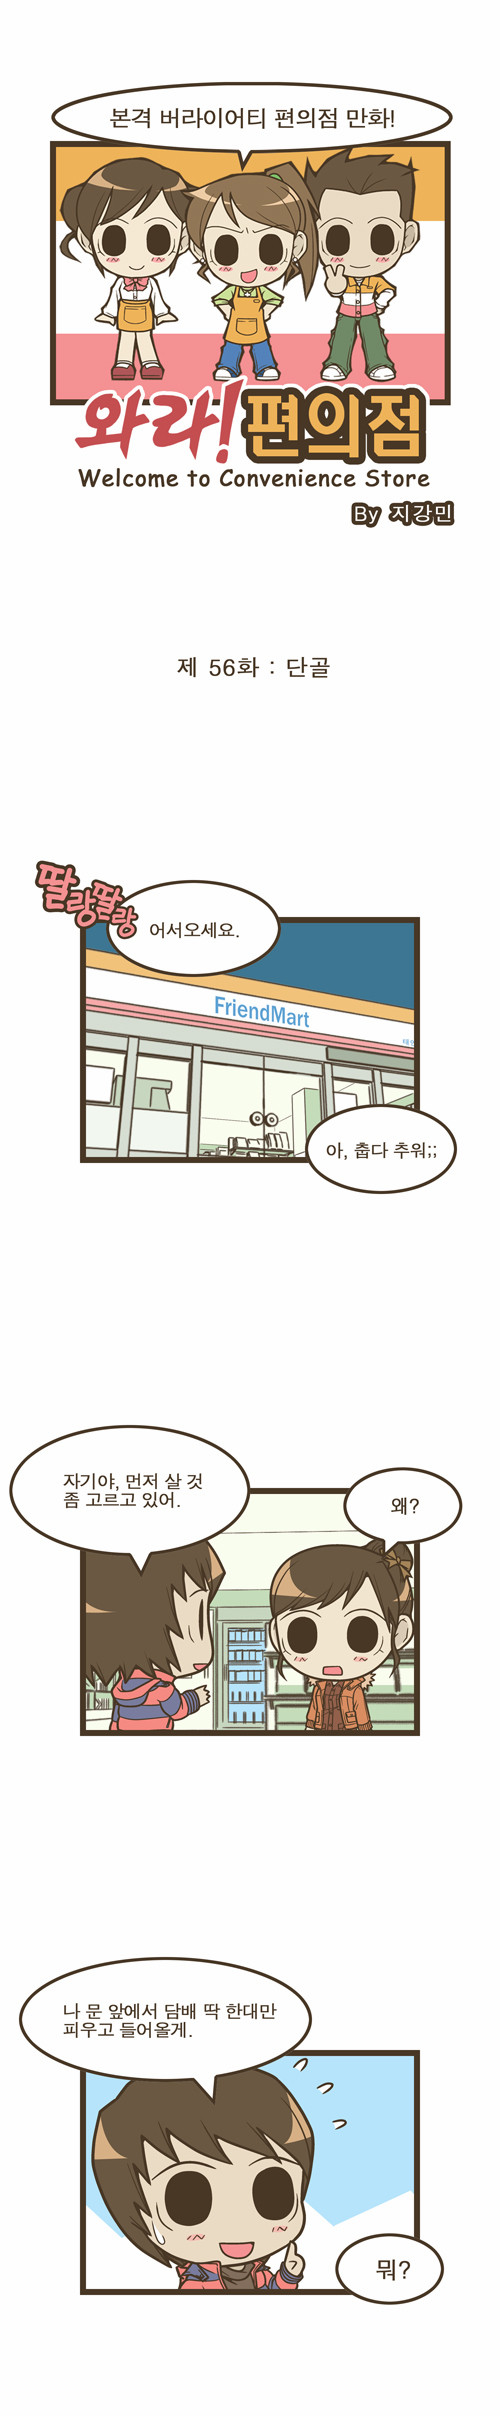 본격 버라이어티 편의점 만화!
와라! 편의점
Welcome to Convenience Store
By 지강민
제 56화 : 단골
딸랑딸랑
어서오세요.
FriendMart
아, 춥다 추워;;
자기야, 먼저 살 것
좀 고르고 있어.
왜?
나 문 앞에서 담배 딱 한대만
피우고 들어올게.
뭐?